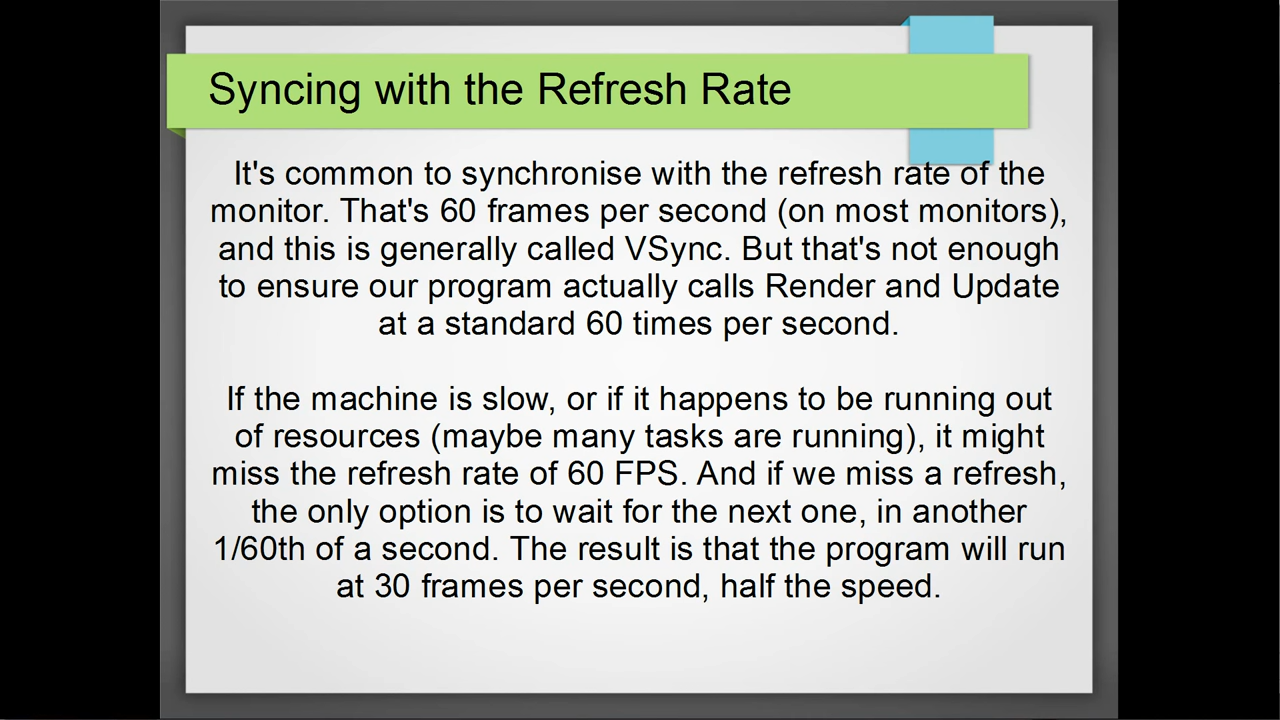 Syncing with the Refresh Rate
It's common to synchronise with the refresh rate of the
monitor. That's 60 frames per second (on most monitors),
and this is generally called VSync. But that's not enough
to ensure our program actually calls Render and Update
at a standard 60 times per second.
If the machine is slow, or if it happens to be running out
of resources (maybe many tasks are running), it might
miss the refresh rate of 60 FPS. And if we miss a refresh,
the only option is to wait for the next one, in another
1/60th of a second. The result is that the program will run
at 30 frames per second, half the speed.